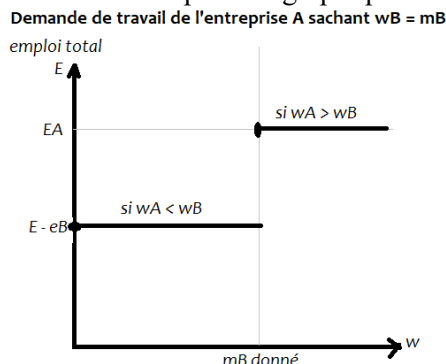 Demande de travail de l'entreprise A sachant wB = mB
emploi total
E
si wA > wB
EA
si wA < wB
E - eB
w
mB donné